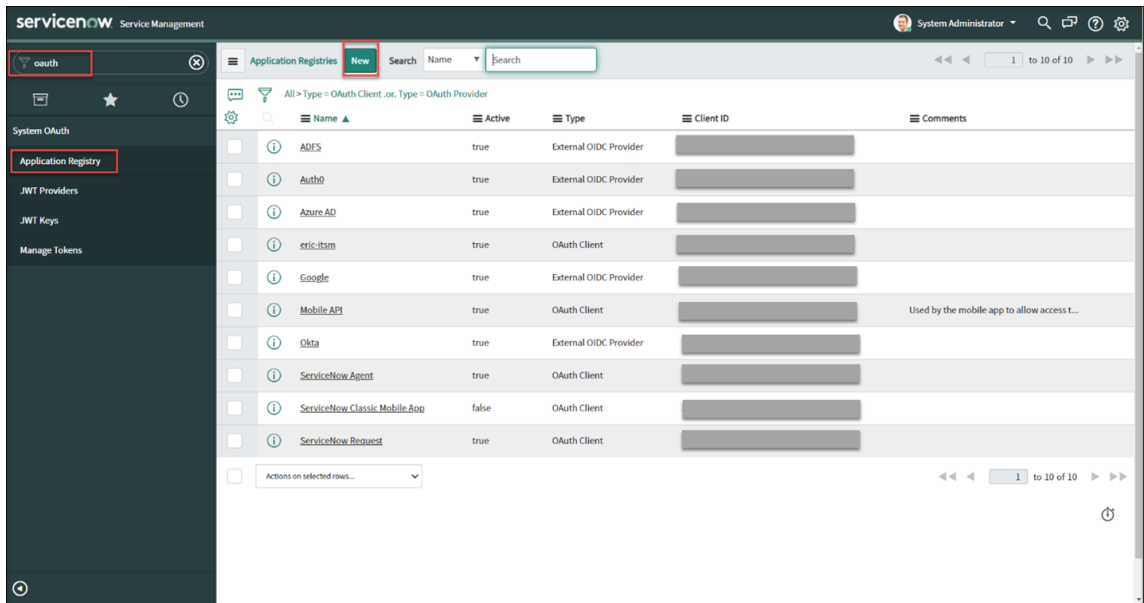 servicenow Service Management
System Administrator
oauth
Application Registries New Search Name Search
1 to 10 of 10
All > Type = OAuth Client .or. Type = OAuth Provider
Name Active Type Client ID Comments
System OAuth
Application Registry
JWT Providers
JWT Keys
Manage Tokens
ADFS true External OIDC Provider
Auth0 true External OIDC Provider
Azure AD true External OIDC Provider
eric-itsm true OAuth Client
Google true External OIDC Provider
Mobile API true OAuth Client Used by the mobile app to allow access t...
Okta true External OIDC Provider
ServiceNow Agent true OAuth Client
ServiceNow Classic Mobile App false OAuth Client
ServiceNow Request true OAuth Client
Actions on selected rows...
1 to 10 of 10